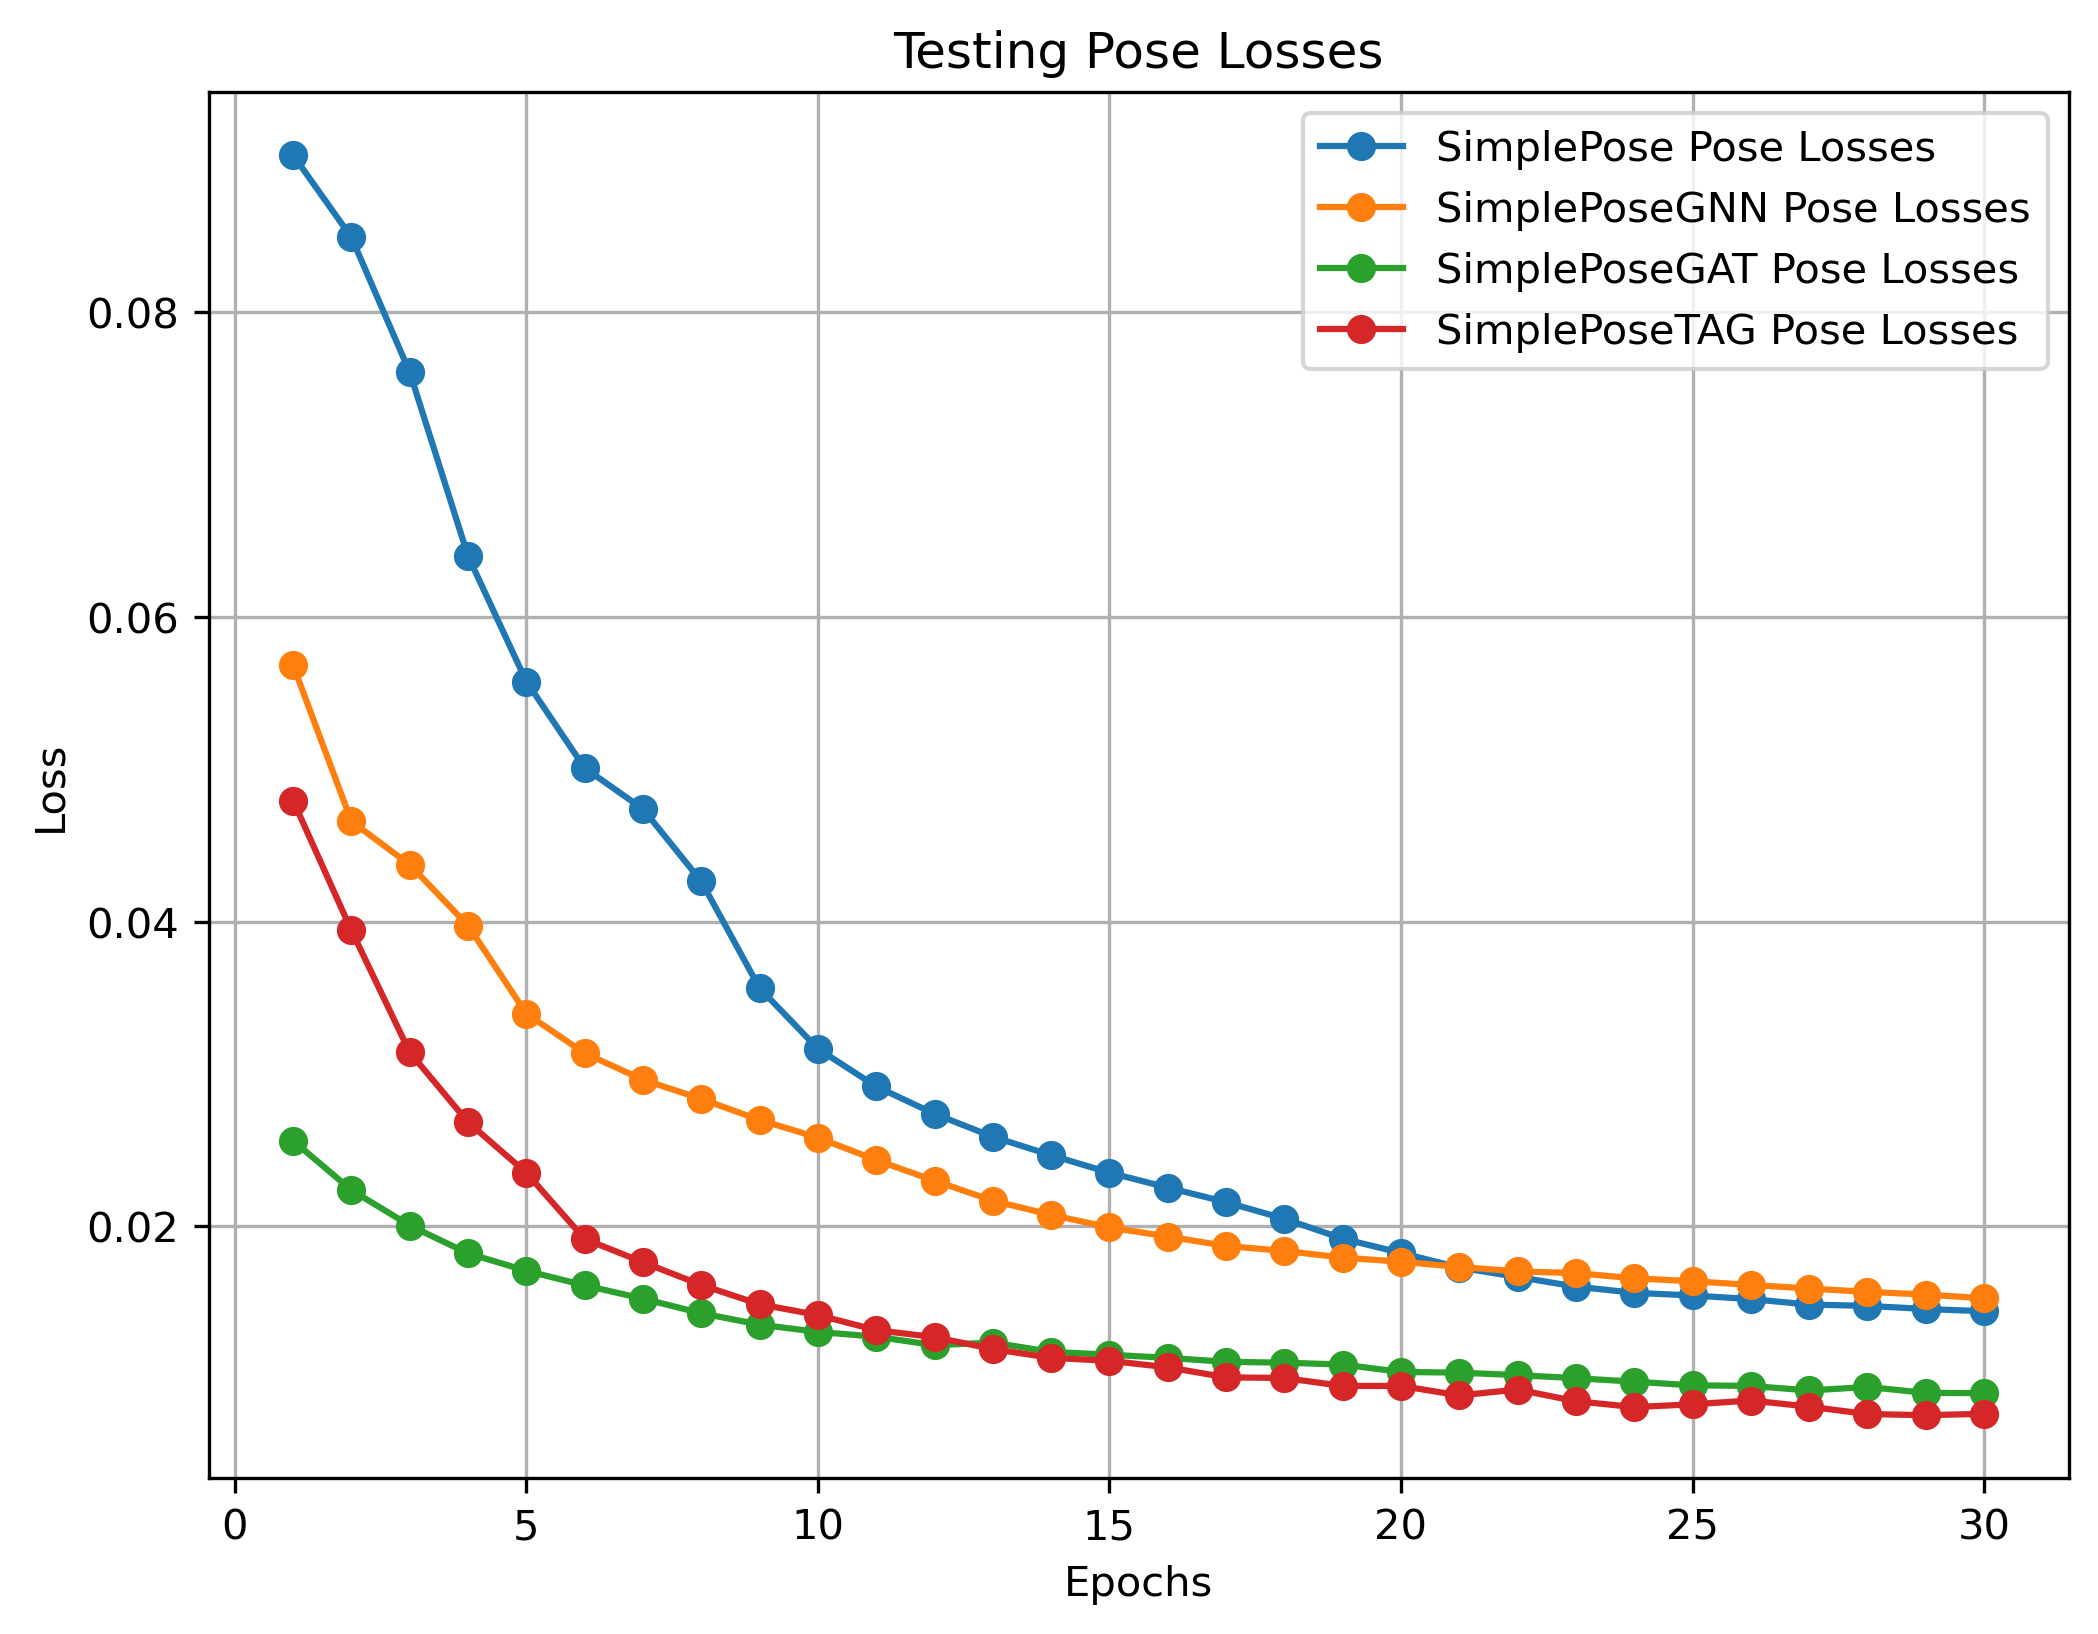 Testing Pose Losses
SimplePose Pose Losses
SimplePoseGNN Pose Losses
SimplePoseGAT Pose Losses
SimplePoseTAG Pose Losses
0.08
0.06
0.04
0.02
Loss
0 5 10 15 20 25 30
Epochs